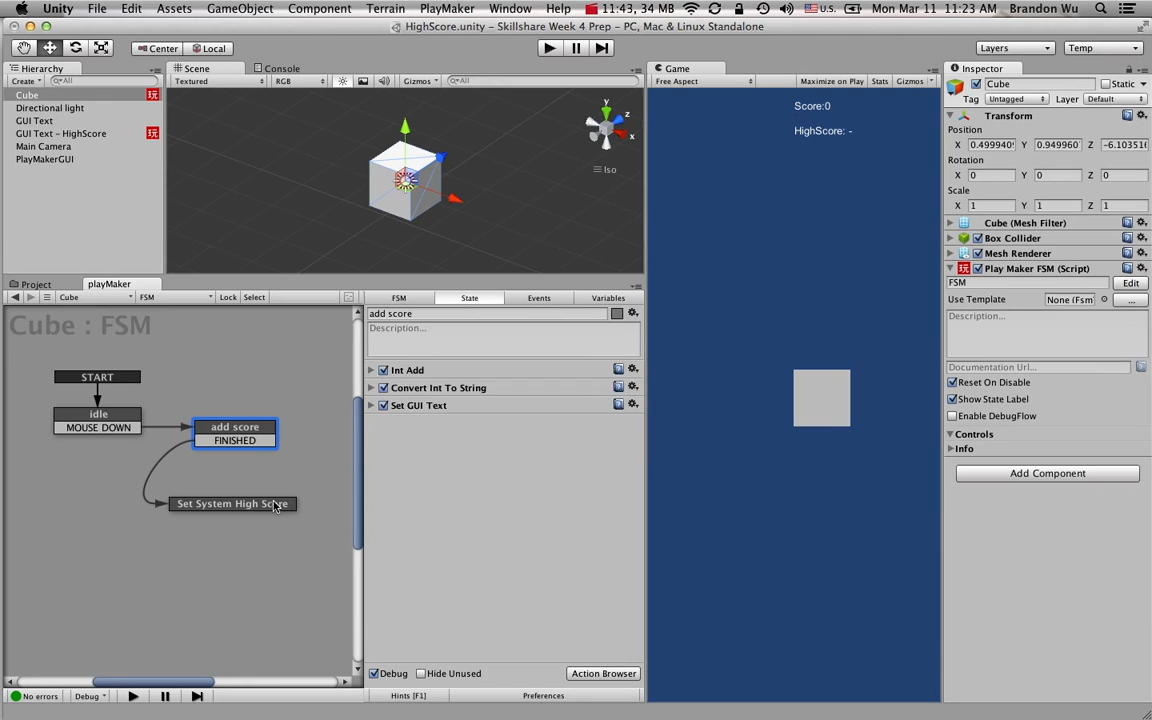 Unity File Edit Assets GameObject Component Terrain PlayMaker Window Help 11:43, 34 MB U.S. Mon Mar 11 11:23 AM Brandon Wu
HighScore.unity - Skillshare Week 4 Prep - PC, Mac & Linux Standalone
Center Local Layers Temp
Hierarchy
Create All
Cube
Directional light
GUI Text
GUI Text - HighScore
Main Camera
PlayMakerGUI
Scene Console
Textured RGB Gizmos All
y
z
x
Iso
Project playMaker
Cube FSM Lock Select
Cube : FSM
START
idle
MOUSE DOWN
add score
FINISHED
Set System High Score
No errors Debug
FSM State Events Variables
add score
Description...
Int Add
Convert Int To String
Set GUI Text
Debug Hide Unused Action Browser
Hints [F1] Preferences
Game
Free Aspect Maximize on Play Stats Gizmos
Score:0
HighScore: -
Inspector
Cube Static
Tag Untagged Layer Default
Transform
Position
X 0.499940 Y 0.949960 Z -6.103516
Rotation
X 0 Y 0 Z 0
Scale
X 1 Y 1 Z 1
Cube (Mesh Filter)
Box Collider
Mesh Renderer
Play Maker FSM (Script)
FSM Edit
Use Template None (Fsm ...
Description...
Documentation Url...
Reset On Disable
Show State Label
Enable DebugFlow
Controls
Info
Add Component